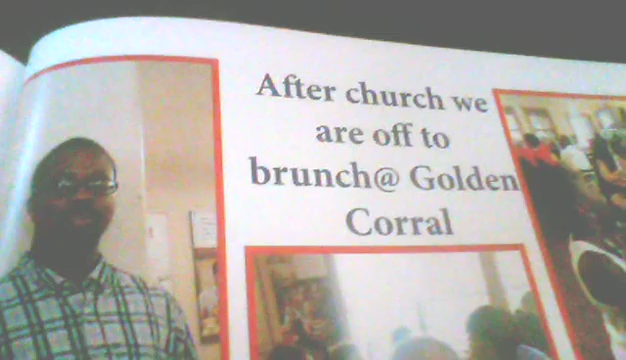 After church we
are off to
brunch@ Golden
Corral